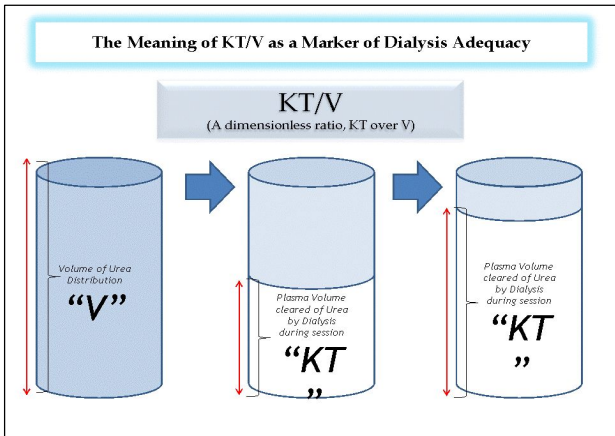 The Meaning of KT/V as a Marker of Dialysis Adequacy
KT/V
(A dimensionless ratio, KT over V)
Volume of Urea
Distribution
“V”
Plasma Volume
cleared of Urea
by Dialysis
during session
“KT
”
Plasma Volume
cleared of Urea
by Dialysis
during session
“KT
”